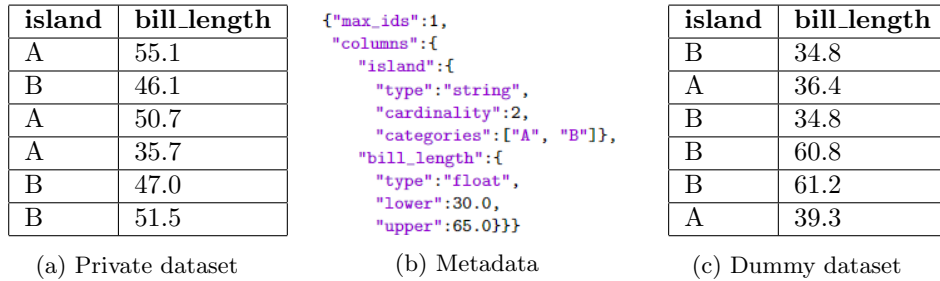 island bill_length
A 55.1
B 46.1
A 50.7
A 35.7
B 47.0
B 51.5
(a) Private dataset
{"max_ids":1,
"columns":{
"island":{
"type":"string",
"cardinality":2,
"categories":["A", "B"]},
"bill_length":{
"type":"float",
"lower":30.0,
"upper":65.0}}}
(b) Metadata
island bill_length
B 34.8
A 36.4
B 34.8
B 60.8
B 61.2
A 39.3
(c) Dummy dataset